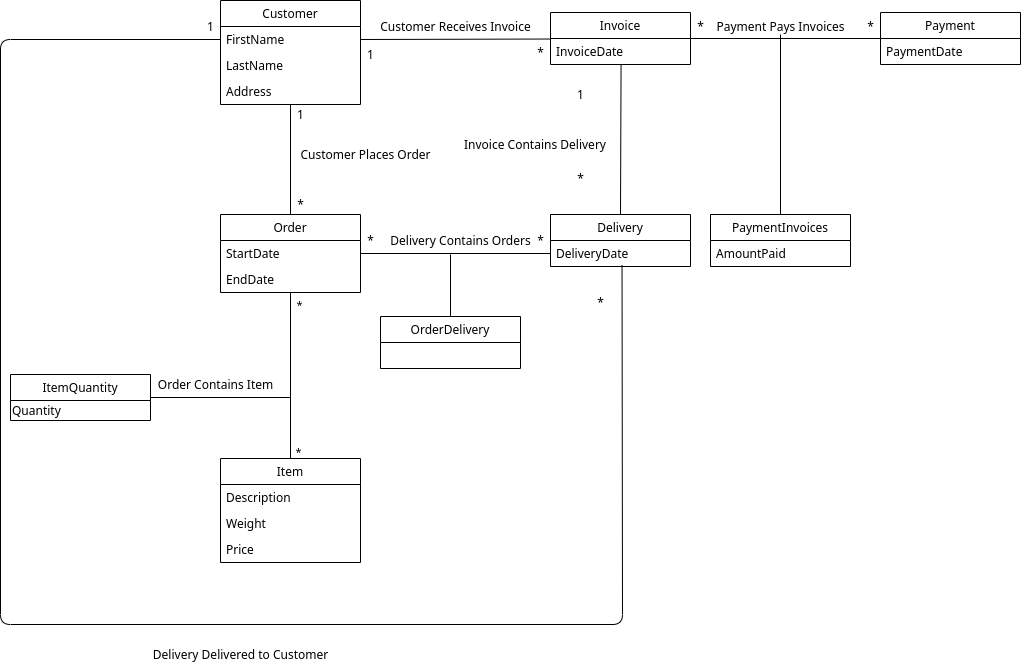 Customer
FirstName
LastName
Address
1
Customer Receives Invoice
1
*
Invoice
InvoiceDate
*
Payment Pays Invoices
*
Payment
PaymentDate
1
Customer Places Order
*
1
Invoice Contains Delivery
*
Order
StartDate
EndDate
*
Delivery Contains Orders
*
Delivery
DeliveryDate
PaymentInvoices
AmountPaid
*
*
OrderDelivery
ItemQuantity
Quantity
Order Contains Item
*
Item
Description
Weight
Price
Delivery Delivered to Customer